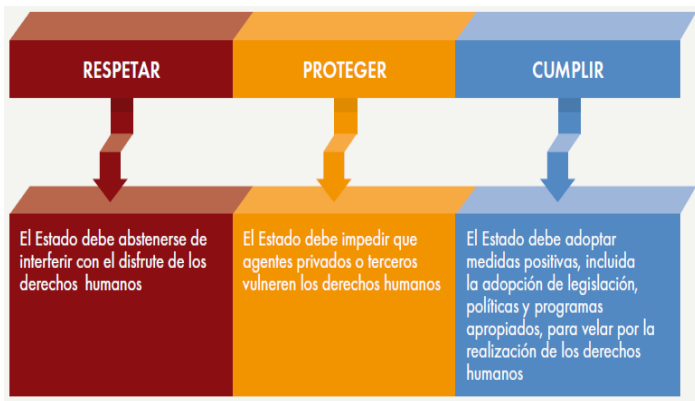 RESPETAR
PROTEGER
CUMPLIR
El Estado debe abstenerse de
interferir con el disfrute de los
derechos humanos
El Estado debe impedir que
agentes privados o terceros
vulneren los derechos humanos
El Estado debe adoptar
medidas positivas, incluida
la adopción de legislación,
políticas y programas
apropiados, para velar por la
realización de los derechos
humanos